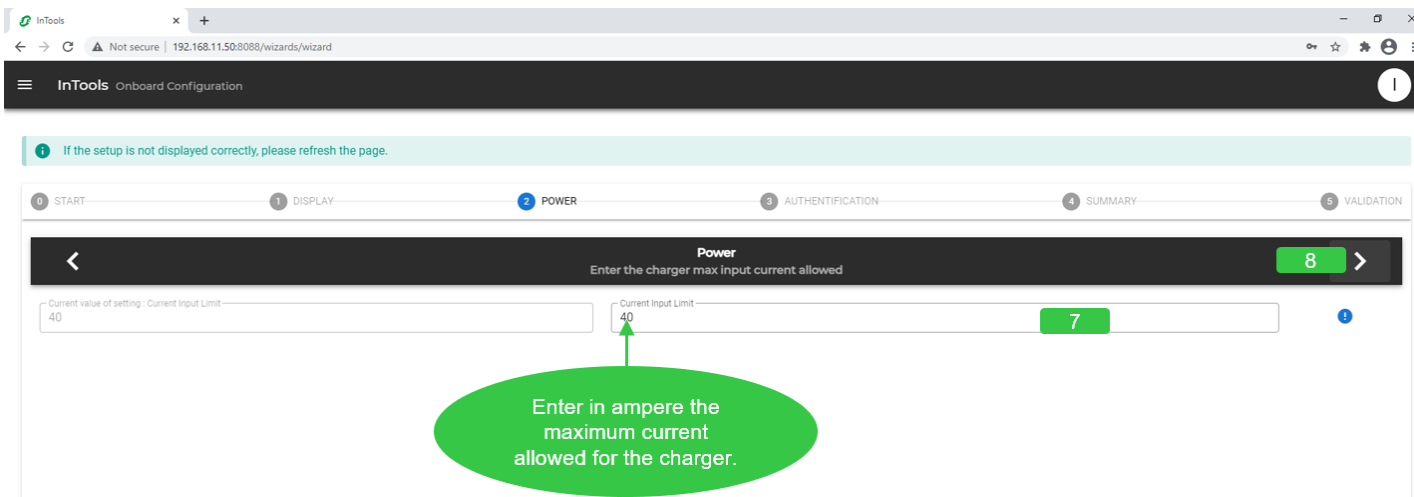 InTools
Not secure | 192.168.11.50:8088/wizards/wizard
InTools Onboard Configuration
I
If the setup is not displayed correctly, please refresh the page.
0 START 1 DISPLAY 2 POWER 3 AUTHENTIFICATION 4 SUMMARY 5 VALIDATION
Power
Enter the charger max input current allowed
8
Current value of setting : Current Input Limit
40
Current Input Limit
40
7
Enter in ampere the
maximum current
allowed for the charger.